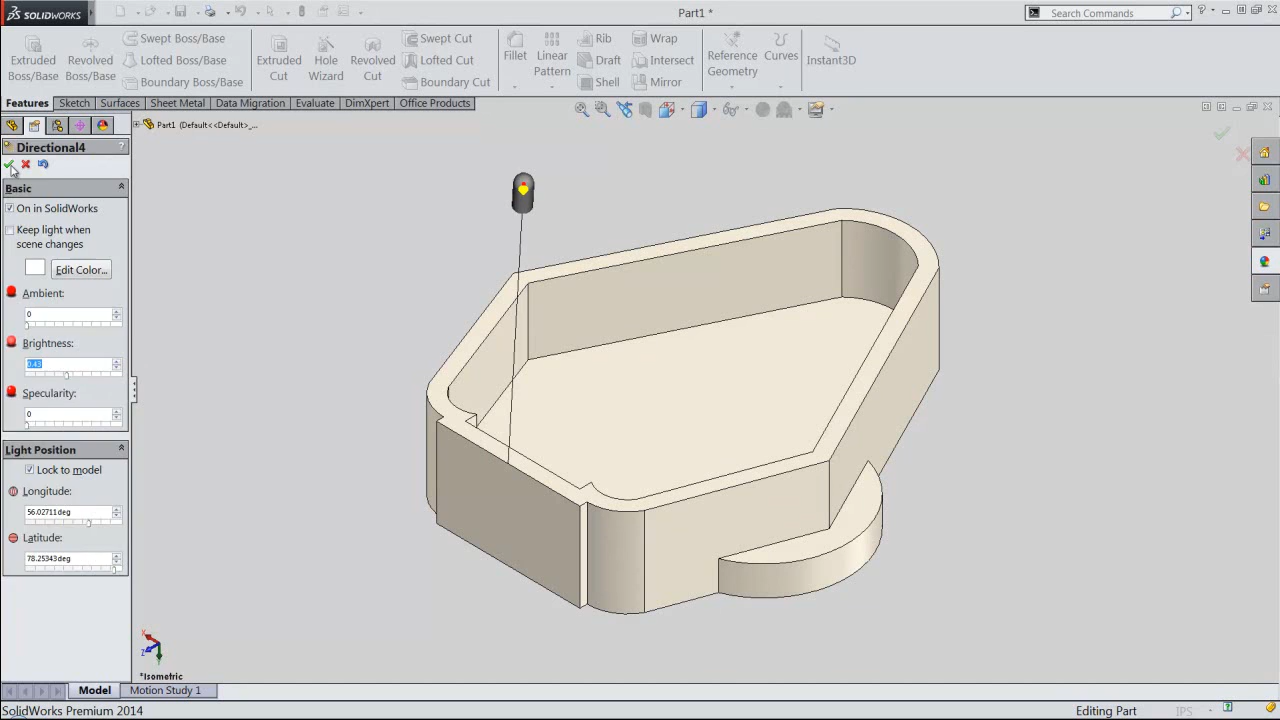 SOLIDWORKS
Part1 *
Search Commands
Extruded Boss/Base
Revolved Boss/Base
Swept Boss/Base
Lofted Boss/Base
Boundary Boss/Base
Extruded Cut
Hole Wizard
Revolved Cut
Swept Cut
Lofted Cut
Boundary Cut
Fillet
Linear Pattern
Rib
Draft
Shell
Wrap
Intersect
Mirror
Reference Geometry
Curves
Instant3D
Features
Sketch
Surfaces
Sheet Metal
Data Migration
Evaluate
DimXpert
Office Products
Part1 (Default<<Default>_...
Directional4
?
Basic
On in SolidWorks
Keep light when
scene changes
Edit Color...
Ambient:
0
Brightness:
0.43
Specularity:
0
Light Position
Lock to model
Longitude:
56.02711deg
Latitude:
78.25343deg
X
Z
Y
*Isometric
Model
Motion Study 1
SolidWorks Premium 2014
Editing Part
IPS